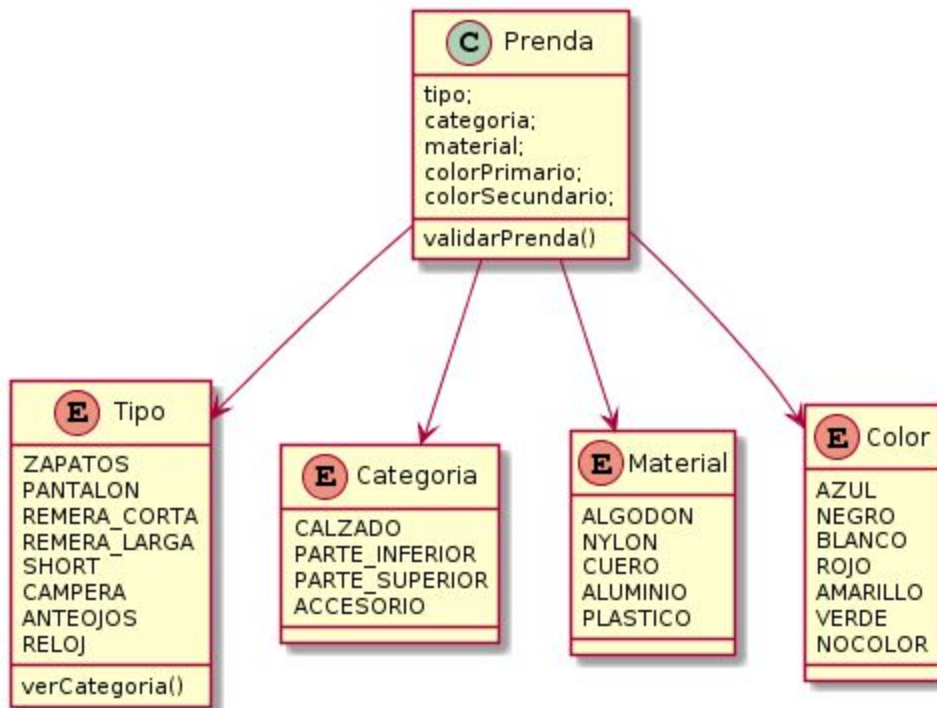 C Prenda
tipo;
categoria;
material;
colorPrimario;
colorSecundario;
validarPrenda()
E Tipo
ZAPATOS
PANTALON
REMERA_CORTA
REMERA_LARGA
SHORT
CAMPERA
ANTEOJOS
RELOJ
verCategoria()
E Categoria
CALZADO
PARTE_INFERIOR
PARTE_SUPERIOR
ACCESORIO
E Material
ALGODON
NYLON
CUERO
ALUMINIO
PLASTICO
E Color
AZUL
NEGRO
BLANCO
ROJO
AMARILLO
VERDE
NOCOLOR